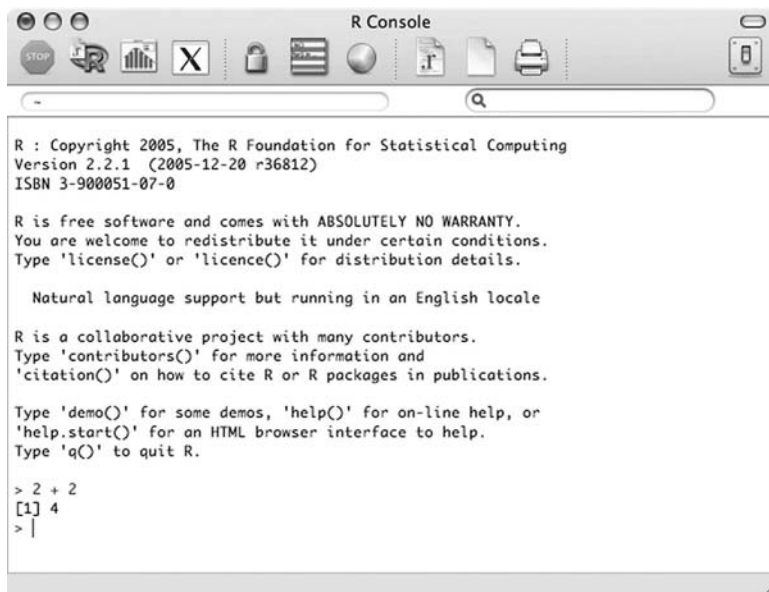 R Console
STOP
R
X
r
~
R : Copyright 2005, The R Foundation for Statistical Computing
Version 2.2.1 (2005-12-20 r36812)
ISBN 3-900051-07-0
R is free software and comes with ABSOLUTELY NO WARRANTY.
You are welcome to redistribute it under certain conditions.
Type 'license()' or 'licence()' for distribution details.
Natural language support but running in an English locale
R is a collaborative project with many contributors.
Type 'contributors()' for more information and
'citation()' on how to cite R or R packages in publications.
Type 'demo()' for some demos, 'help()' for on-line help, or
'help.start()' for an HTML browser interface to help.
Type 'q()' to quit R.
> 2 + 2
[1] 4
>